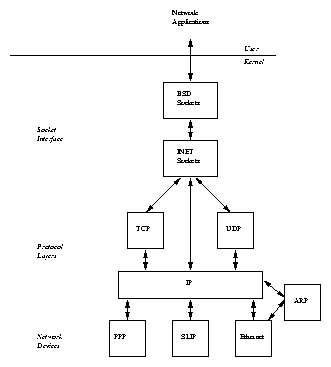 Network
Applications
User
Kernel
BSD
Sockets
Socket
Interface
INET
Sockets
TCP
UDP
Protocol
Layers
IP
ARP
Network
Devices
PPP
SLIP
Ethernet